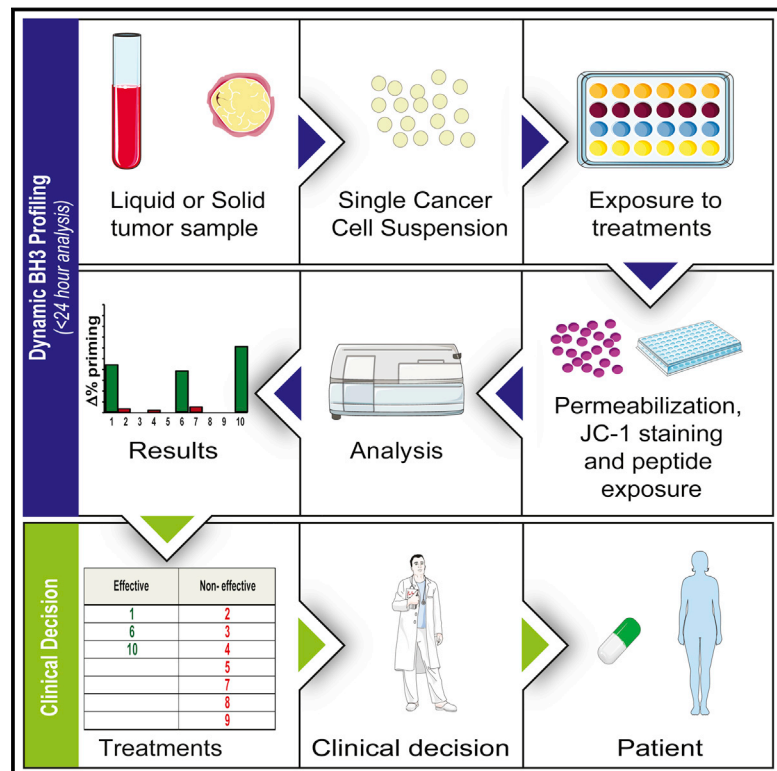 Dynamic BH3 Profiling
(<24 hour analysis)
Liquid or Solid
tumor sample
Single Cancer
Cell Suspension
Exposure to
treatments
Permeabilization,
JC-1 staining
and peptide
exposure
Analysis
Δ% priming
1 2 3 4 5 6 7 8 9 10
Results
Clinical Decision
Effective Non- effective
1 2
6 3
10 4
5
7
8
9
Treatments
Clinical decision
Patient